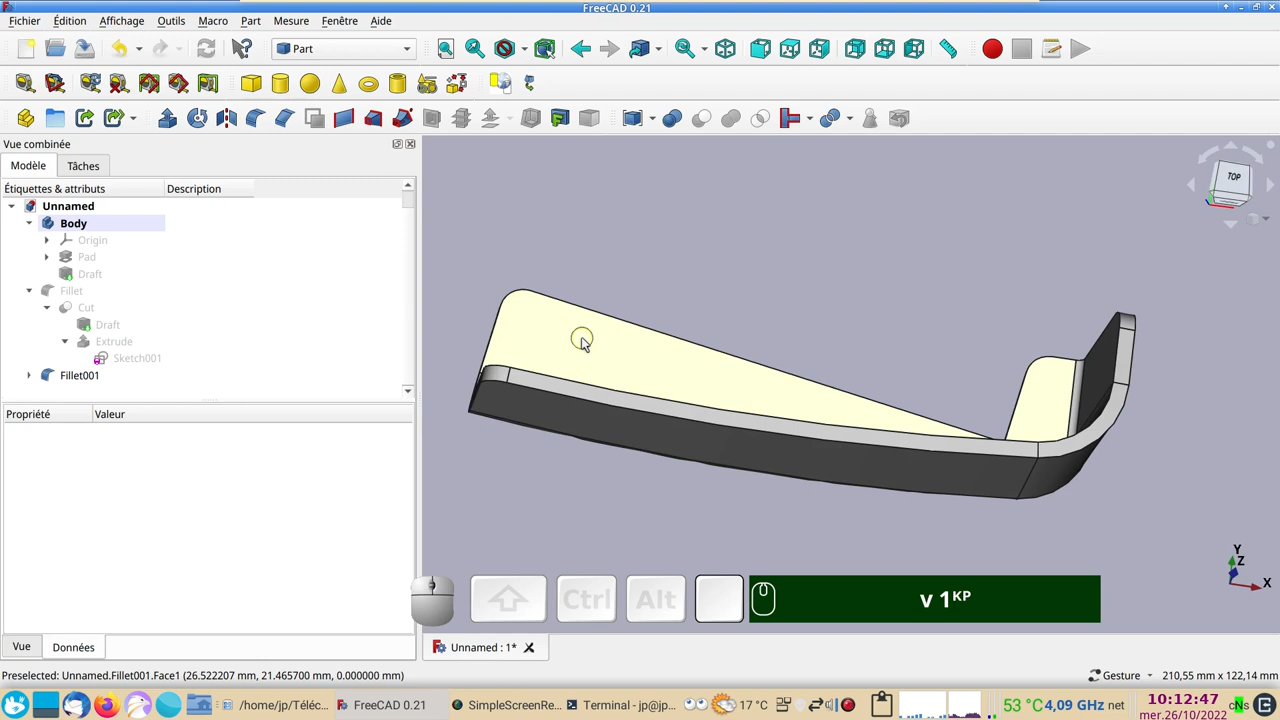 FreeCAD 0.21
Fichier Édition Affichage Outils Macro Part Mesure Fenêtre Aide
Part
Vue combinée
Modèle Tâches
Étiquettes & attributs Description
Unnamed
Body
Origin
Pad
Draft
Fillet
Cut
Draft
Extrude
Sketch001
Fillet001
Propriété Valeur
TOP
Y
Z
X
Ctrl Alt v 1KP
Vue Données
Unnamed : 1*
Preselected: Unnamed.Fillet001.Face1 (26.522207 mm, 21.465700 mm, 0.000000 mm)
Gesture 210,55 mm x 122,14 mm
/home/jp/Téléc... FreeCAD 0.21 SimpleScreenRe... Terminal - jp@jp... 17 °C 53 °C 4,09 GHz net
10:12:47
mer.26/10/2022